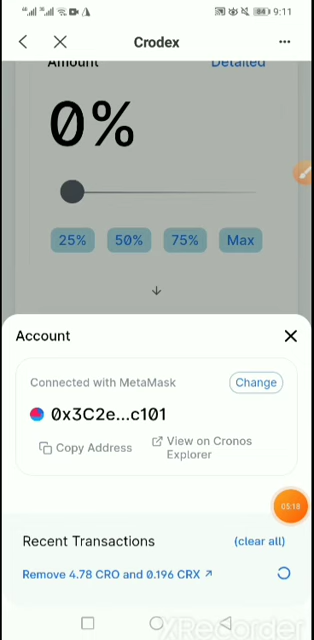 84 9:11
Crodex
Amount
Detailed
0%
25% 50% 75% Max
Account
Connected with MetaMask
Change
0x3C2e...c101
Copy Address
View on Cronos
Explorer
05:18
Recent Transactions
(clear all)
Remove 4.78 CRO and 0.196 CRX ↗
XRecorder